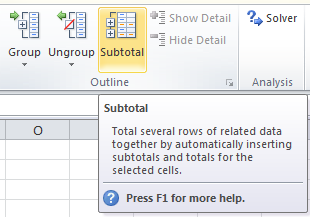 Group
Ungroup
Subtotal
Show Detail
Hide Detail
Solver
Outline
Analysis
Subtotal
Total several rows of related data
together by automatically inserting
subtotals and totals for the
selected cells.
Press F1 for more help.
O